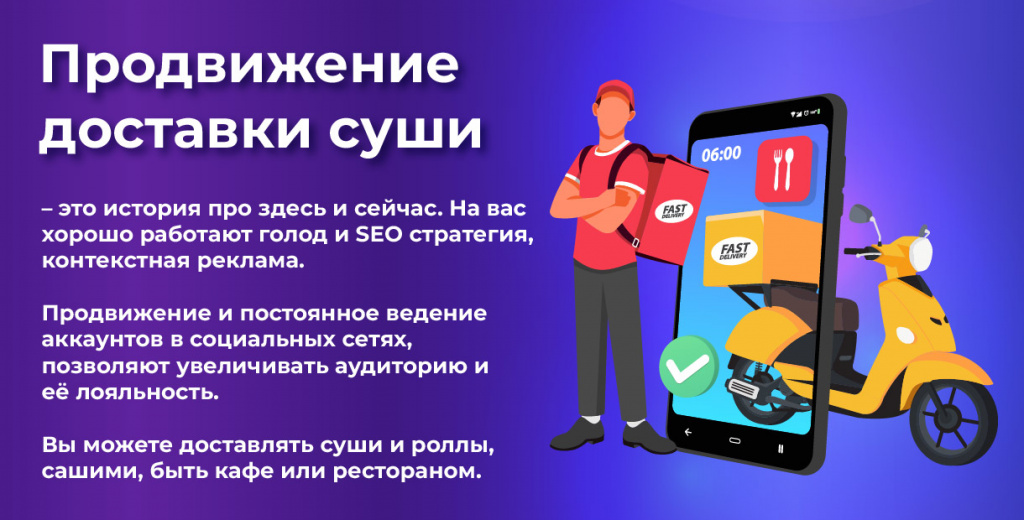 Продвижение
доставки суши
– это история про здесь и сейчас. На вас
хорошо работают голод и SEO стратегия,
контекстная реклама.
Продвижение и постоянное ведение
аккаунтов в социальных сетях,
позволяют увеличивать аудиторию и
её лояльность.
Вы можете доставлять суши и роллы,
сашими, быть кафе или рестораном.
06:00
FAST
DELIVERY
FAST
DELIVERY